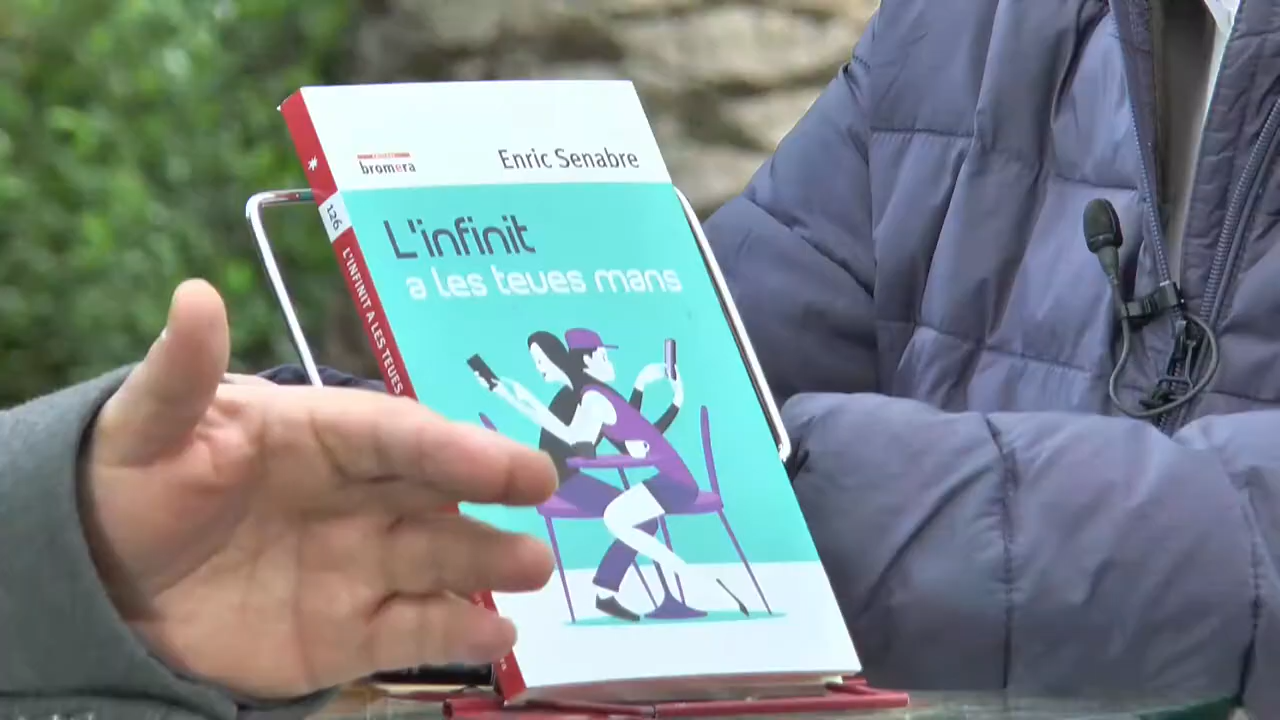 Enric Senabre
bromera
L'infinit
a les teues mans
126
L'INFINIT A LES TEUES